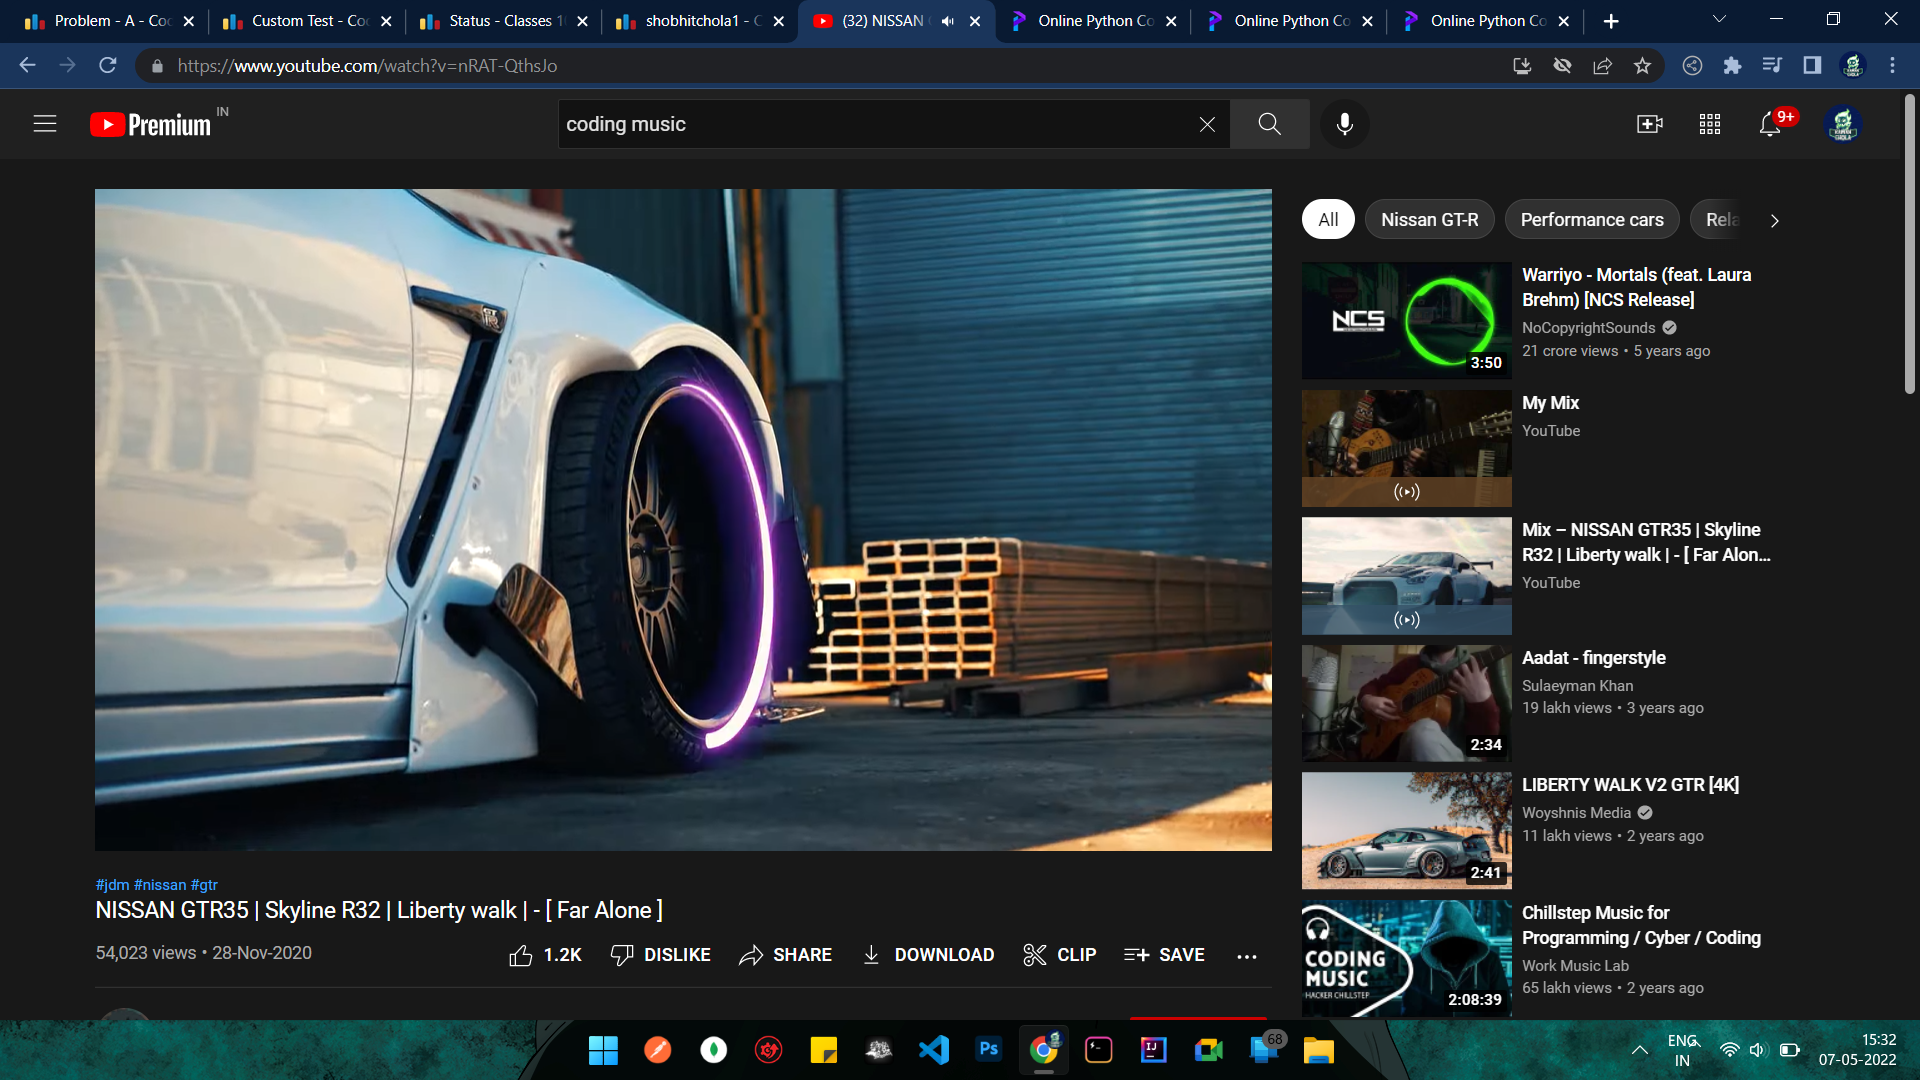 Problem - A - Coc
Custom Test - Coc
Status - Classes 1
shobhitchola1 - C
(32) NISSAN
Online Python Co
Online Python Co
Online Python Co
https://www.youtube.com/watch?v=nRAT-QthsJo
Premium IN
coding music
9+
All
Nissan GT-R
Performance cars
Rela
GT R
NCS
3:50
Warriyo - Mortals (feat. Laura
Brehm) [NCS Release]
NoCopyrightSounds
21 crore views • 5 years ago
My Mix
YouTube
Mix – NISSAN GTR35 | Skyline
R32 | Liberty walk | - [ Far Alon...
YouTube
2:34
Aadat - fingerstyle
Sulaeyman Khan
19 lakh views • 3 years ago
2:41
LIBERTY WALK V2 GTR [4K]
Woyshnis Media
11 lakh views • 2 years ago
CODING
MUSIC
HACKER CHILLSTEP
2:08:39
Chillstep Music for
Programming / Cyber / Coding
Work Music Lab
65 lakh views • 2 years ago
#jdm #nissan #gtr
NISSAN GTR35 | Skyline R32 | Liberty walk | - [ Far Alone ]
54,023 views • 28-Nov-2020
1.2K
DISLIKE
SHARE
DOWNLOAD
CLIP
SAVE
Ps
IJ
68
ENG
IN
15:32
07-05-2022